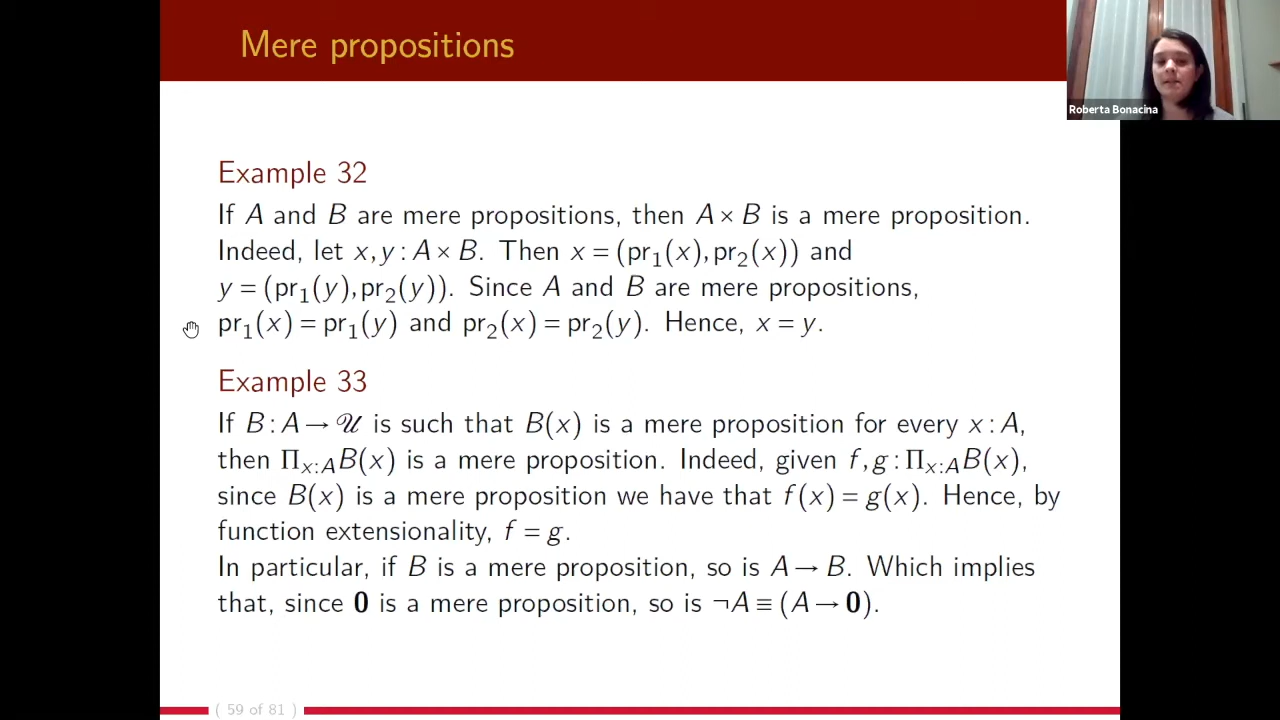 Mere propositions
Roberta Bonacina
Example 32
If A and B are mere propositions, then A × B is a mere proposition.
Indeed, let x, y : A × B. Then x = (pr₁(x), pr₂(x)) and
y = (pr₁(y), pr₂(y)). Since A and B are mere propositions,
pr₁(x) = pr₁(y) and pr₂(x) = pr₂(y). Hence, x = y.
Example 33
If B : A → 𝒰 is such that B(x) is a mere proposition for every x : A,
then Πₓ:ₐB(x) is a mere proposition. Indeed, given f, g : Πₓ:ₐB(x),
since B(x) is a mere proposition we have that f(x) = g(x). Hence, by
function extensionality, f = g.
In particular, if B is a mere proposition, so is A → B. Which implies
that, since 𝟎 is a mere proposition, so is ¬A ≡ (A → 𝟎).
( 59 of 81 )